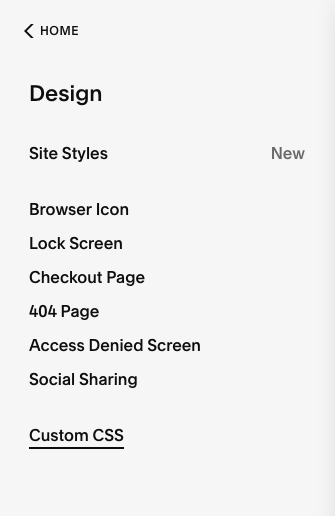 HOME
Design
Site Styles New
Browser Icon
Lock Screen
Checkout Page
404 Page
Access Denied Screen
Social Sharing
Custom CSS